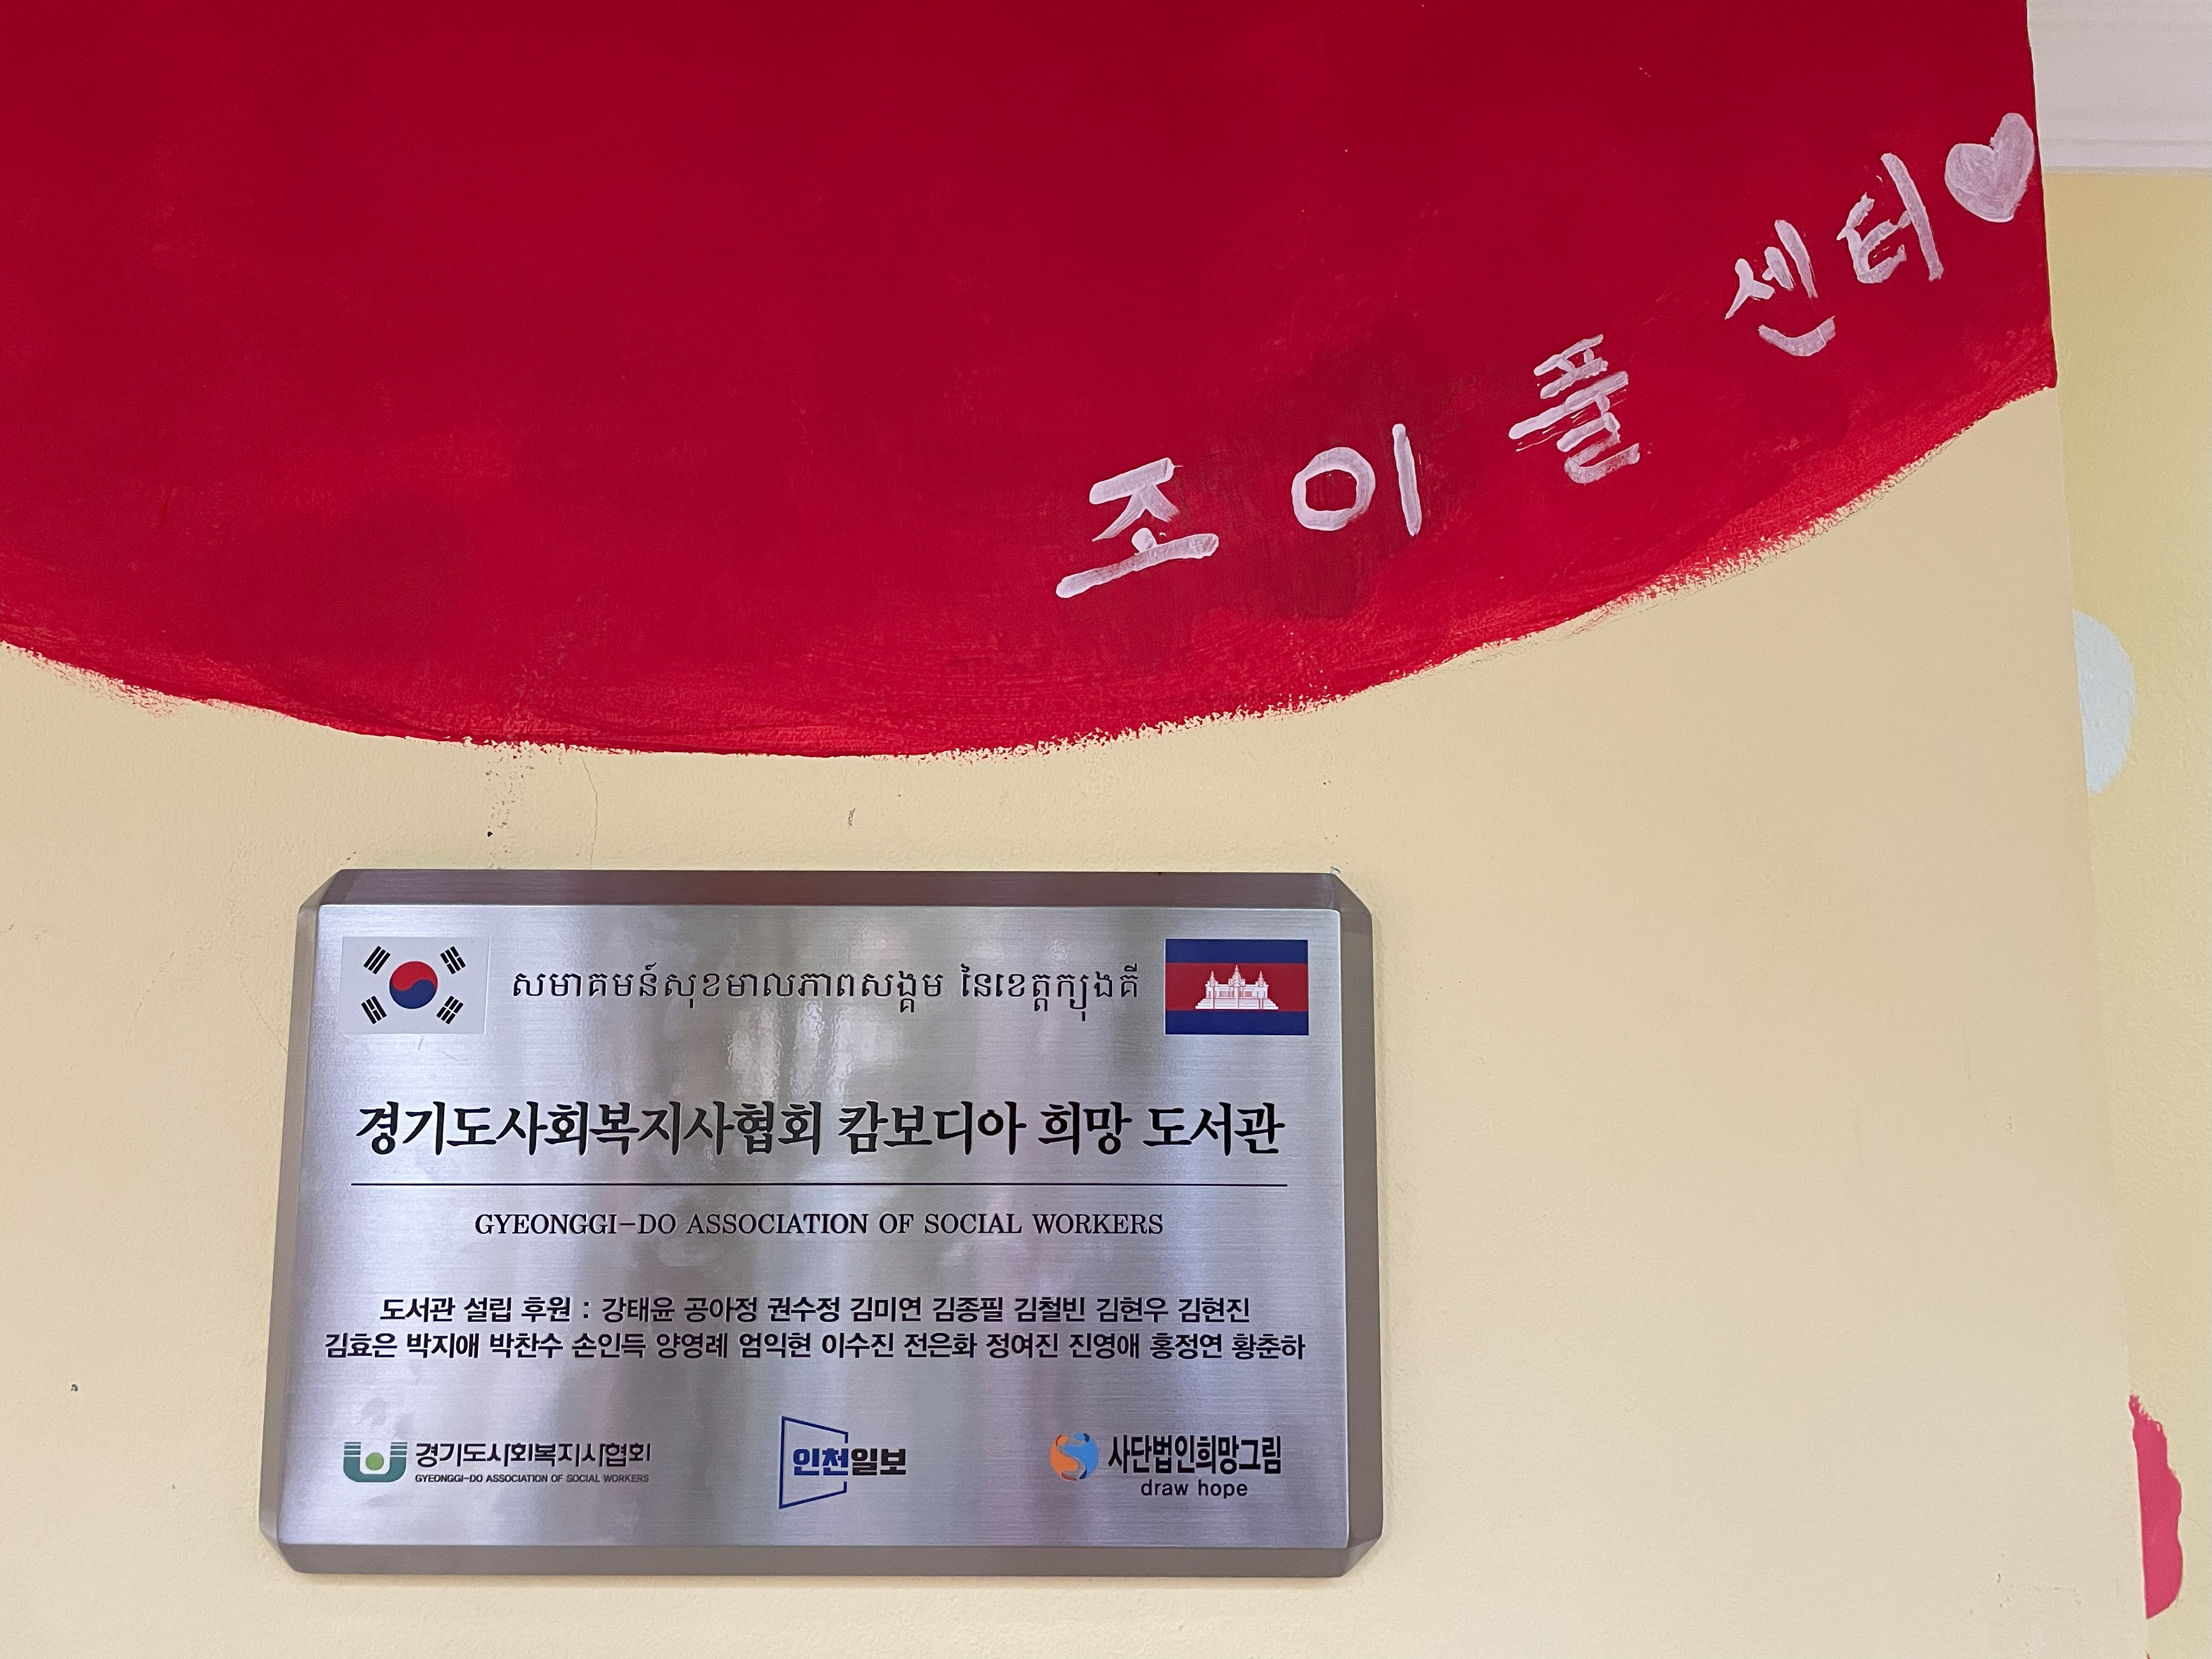 조이풀 센터
សមាគមន៍សុខមាលភាពសង្គម នៃខេត្តក្យុងគី
경기도사회복지사협회 캄보디아 희망 도서관
GYEONGGI-DO ASSOCIATION OF SOCIAL WORKERS
도서관 설립 후원 : 강태윤 공아정 권수정 김미연 김종필 김철빈 김현우 김현진
김효은 박지애 박찬수 손인득 양영례 엄익현 이수진 전은화 정여진 진영애 홍정연 황춘하
경기도사회복지사협회
GYEONGGI-DO ASSOCIATION OF SOCIAL WORKERS
인천일보
사단법인희망그림
draw hope